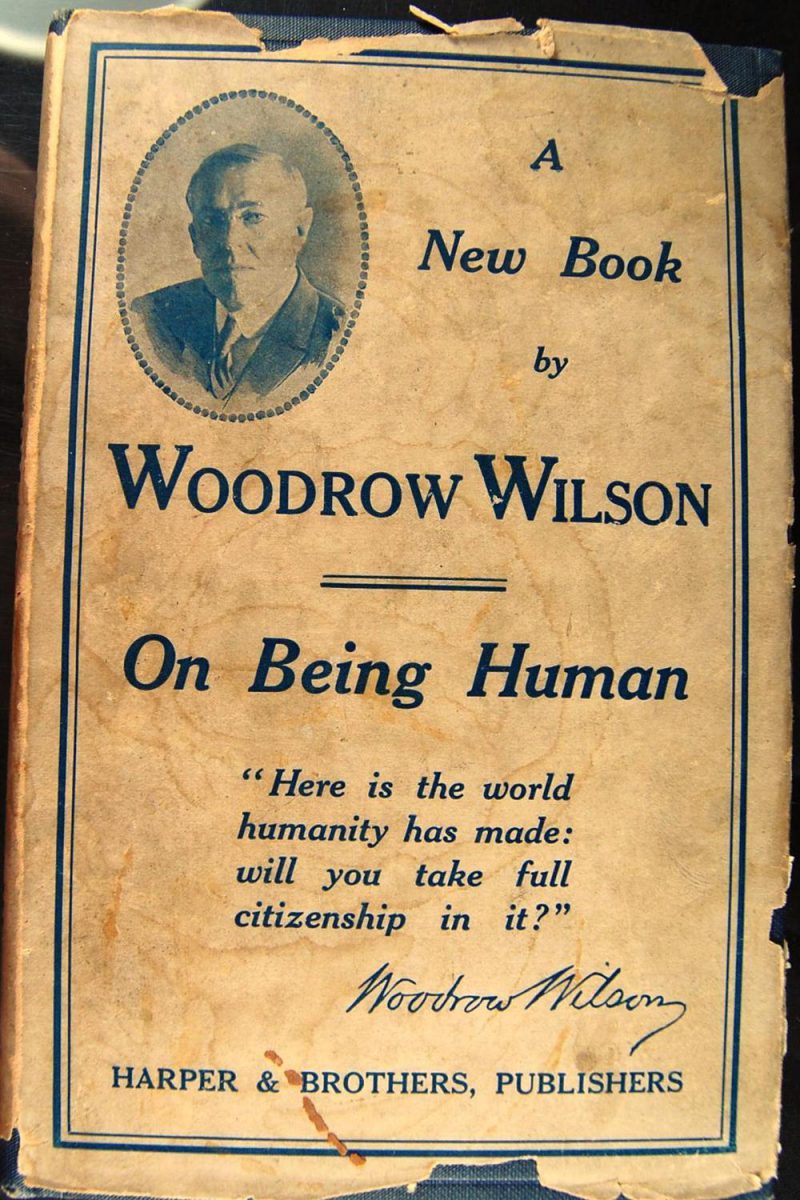 A
New Book
by
WOODROW WILSON
On Being Human
“Here is the world
humanity has made:
will you take full
citizenship in it?”
Woodrow Wilson
HARPER & BROTHERS, PUBLISHERS